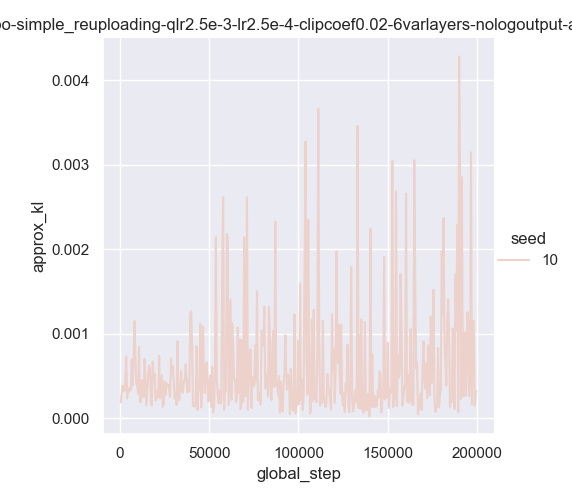 po-simple_reuploading-qlr2.5e-3-lr2.5e-4-clipcoef0.02-6varlayers-nologoutput-a
0.004
0.003
0.002
0.001
0.000
approx_kl
0
50000
100000
150000
200000
global_step
seed
10